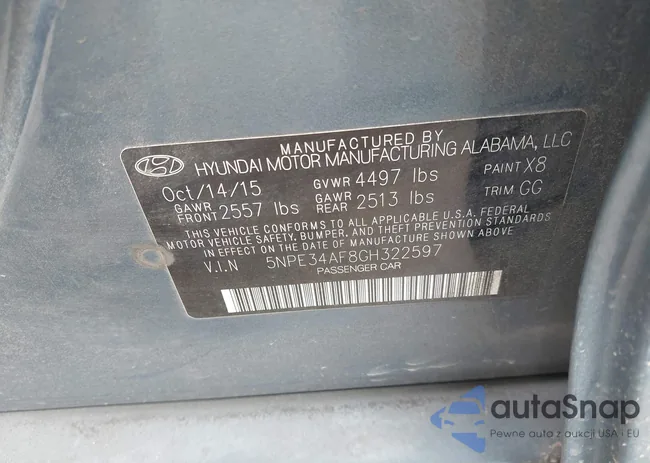 MANUFACTURED BY
HYUNDAI MOTOR MANUFACTURING ALABAMA, LLC
Oct/14/15 GVWR 4497 lbs PAINT X8
GAWR FRONT 2557 lbs GAWR REAR 2513 lbs TRIM GG
THIS VEHICLE CONFORMS TO ALL APPLICABLE U.S.A. FEDERAL
MOTOR VEHICLE SAFETY, BUMPER, AND THEFT PREVENTION STANDARDS
IN EFFECT ON THE DATE OF MANUFACTURE SHOWN ABOVE
V.I.N 5NPE34AF8GH322597
PASSENGER CAR
autaSnap
Pewne auta z aukcji USA i EU